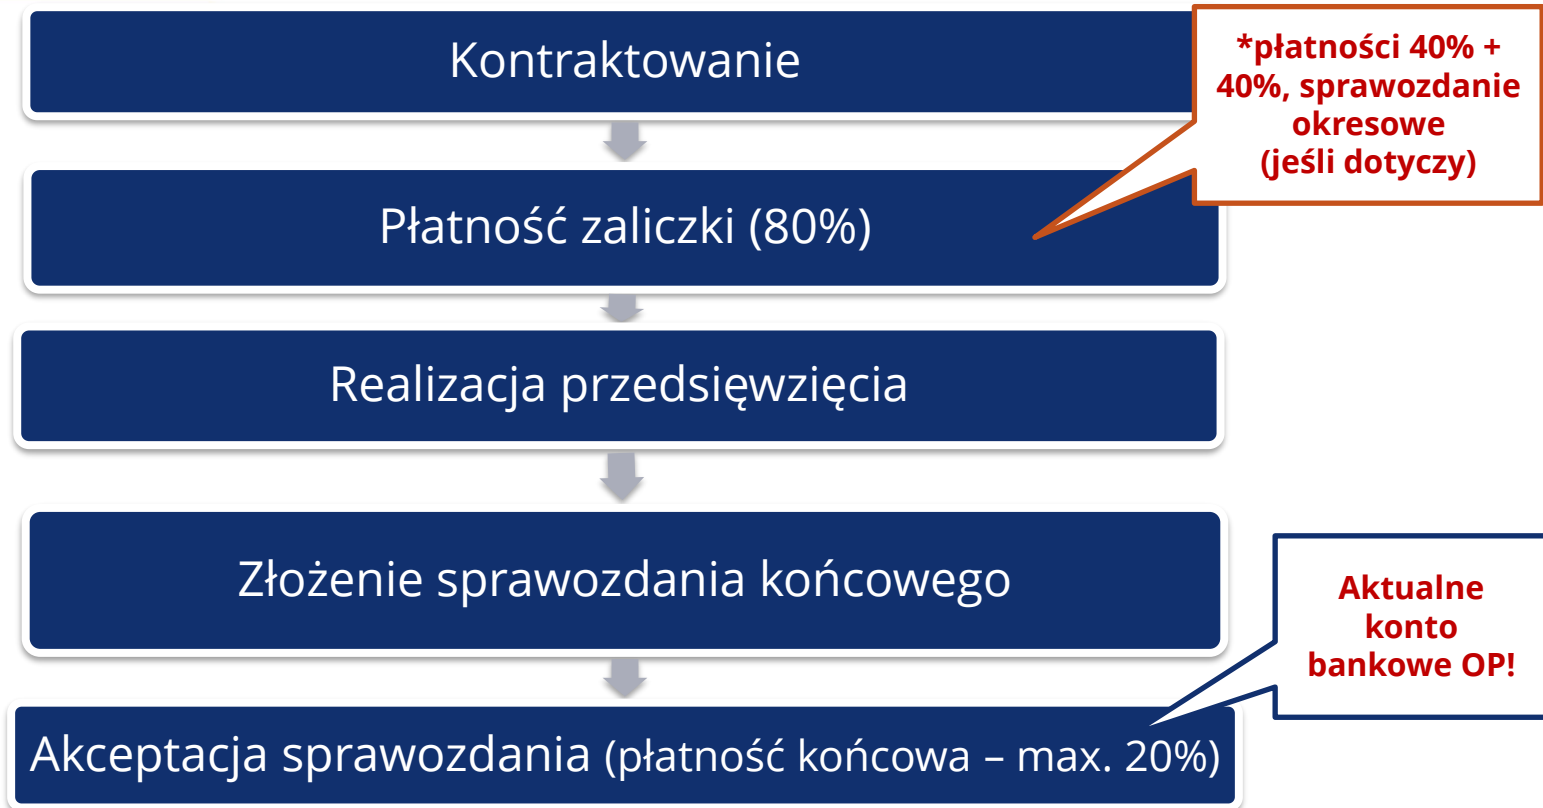 Kontraktowanie
*płatności 40% +
40%, sprawozdanie
okresowe
(jeśli dotyczy)
Płatność zaliczki (80%)
Realizacja przedsięwzięcia
Złożenie sprawozdania końcowego
Aktualne
konto
bankowe OP!
Akceptacja sprawozdania (płatność końcowa – max. 20%)